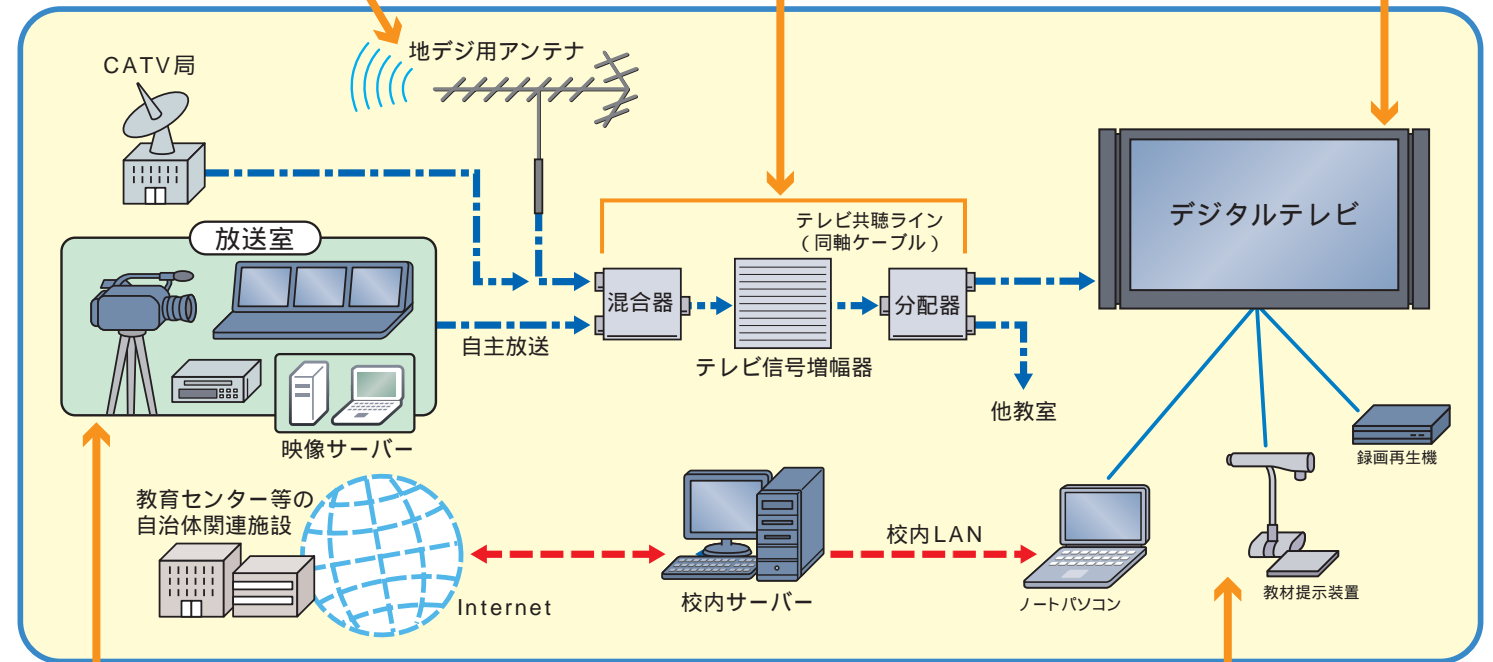 地デジ用アンテナ
CATV局
放送室
テレビ共聴ライン
（同軸ケーブル）
デジタルテレビ
混合器
分配器
自主放送
テレビ信号増幅器
他教室
映像サーバー
録画再生機
教育センター等の
自治体関連施設
校内LAN
Internet
校内サーバー
ノートパソコン
教材提示装置